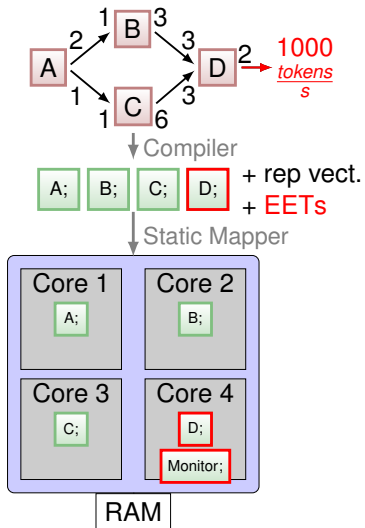 1 B 3
2 3 1000
A D 2 tokens
1 3 s
1 C 6
Compiler
A; B; C; D; + rep vect.
+ EETs
Static Mapper
Core 1 Core 2
A; B;
Core 3 Core 4
C; D;
Monitor;
RAM